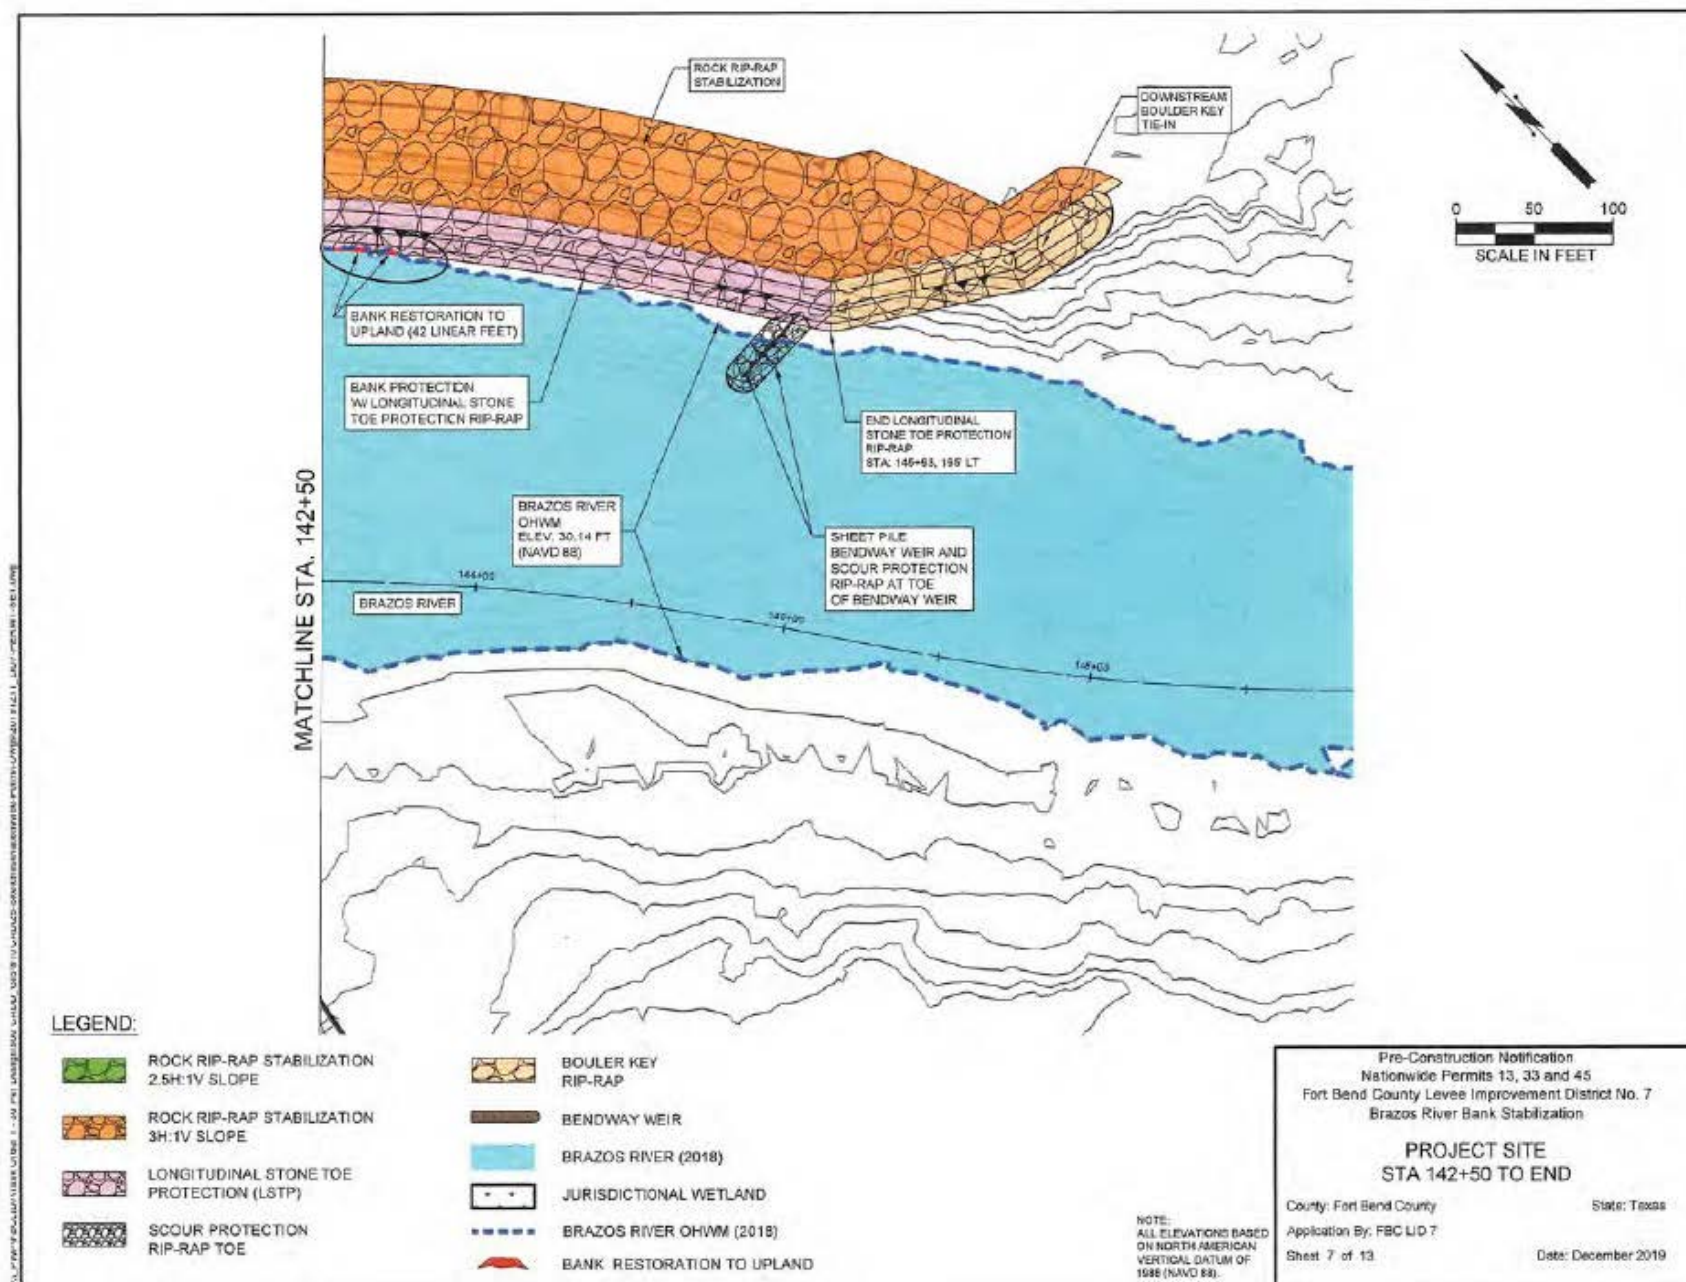 ROCK RIP-RAP
STABILIZATION
DOWNSTREAM
BOULDER KEY
TIE-IN
0 50 100
SCALE IN FEET
BANK RESTORATION TO
UPLAND (42 LINEAR FEET)
BANK PROTECTION
W/ LONGITUDINAL STONE
TOE PROTECTION RIP-RAP
END LONGITUDINAL
STONE TOE PROTECTION
RIP-RAP
STA: 145+63, LT
BRAZOS RIVER
OHWM
ELEV. 30.14 FT
(NAVD 88)
SHEET PILE
BENDWAY WEIR AND
SCOUR PROTECTION
RIP-RAP AT TOE
OF BENDWAY WEIR
MATCHLINE STA. 142+50
BRAZOS RIVER
LEGEND:
ROCK RIP-RAP STABILIZATION
2.5H:1V SLOPE
ROCK RIP-RAP STABILIZATION
3H:1V SLOPE
LONGITUDINAL STONE TOE
PROTECTION (LSTP)
SCOUR PROTECTION
RIP-RAP TOE
BOULER KEY
RIP-RAP
BENDWAY WEIR
BRAZOS RIVER (2018)
JURISDICTIONAL WETLAND
BRAZOS RIVER OHWM (2018)
BANK RESTORATION TO UPLAND
NOTE:
ALL ELEVATIONS BASED
ON NORTH AMERICAN
VERTICAL DATUM OF
1988 (NAVD 88).
Pre-Construction Notification
Nationwide Permits 13, 33 and 45
Fort Bend County Levee Improvement District No. 7
Brazos River Bank Stabilization
PROJECT SITE
STA 142+50 TO END
County: Fort Bend County State: Texas
Application By: FBC LID 7
Sheet 7 of 13 Date: December 2019